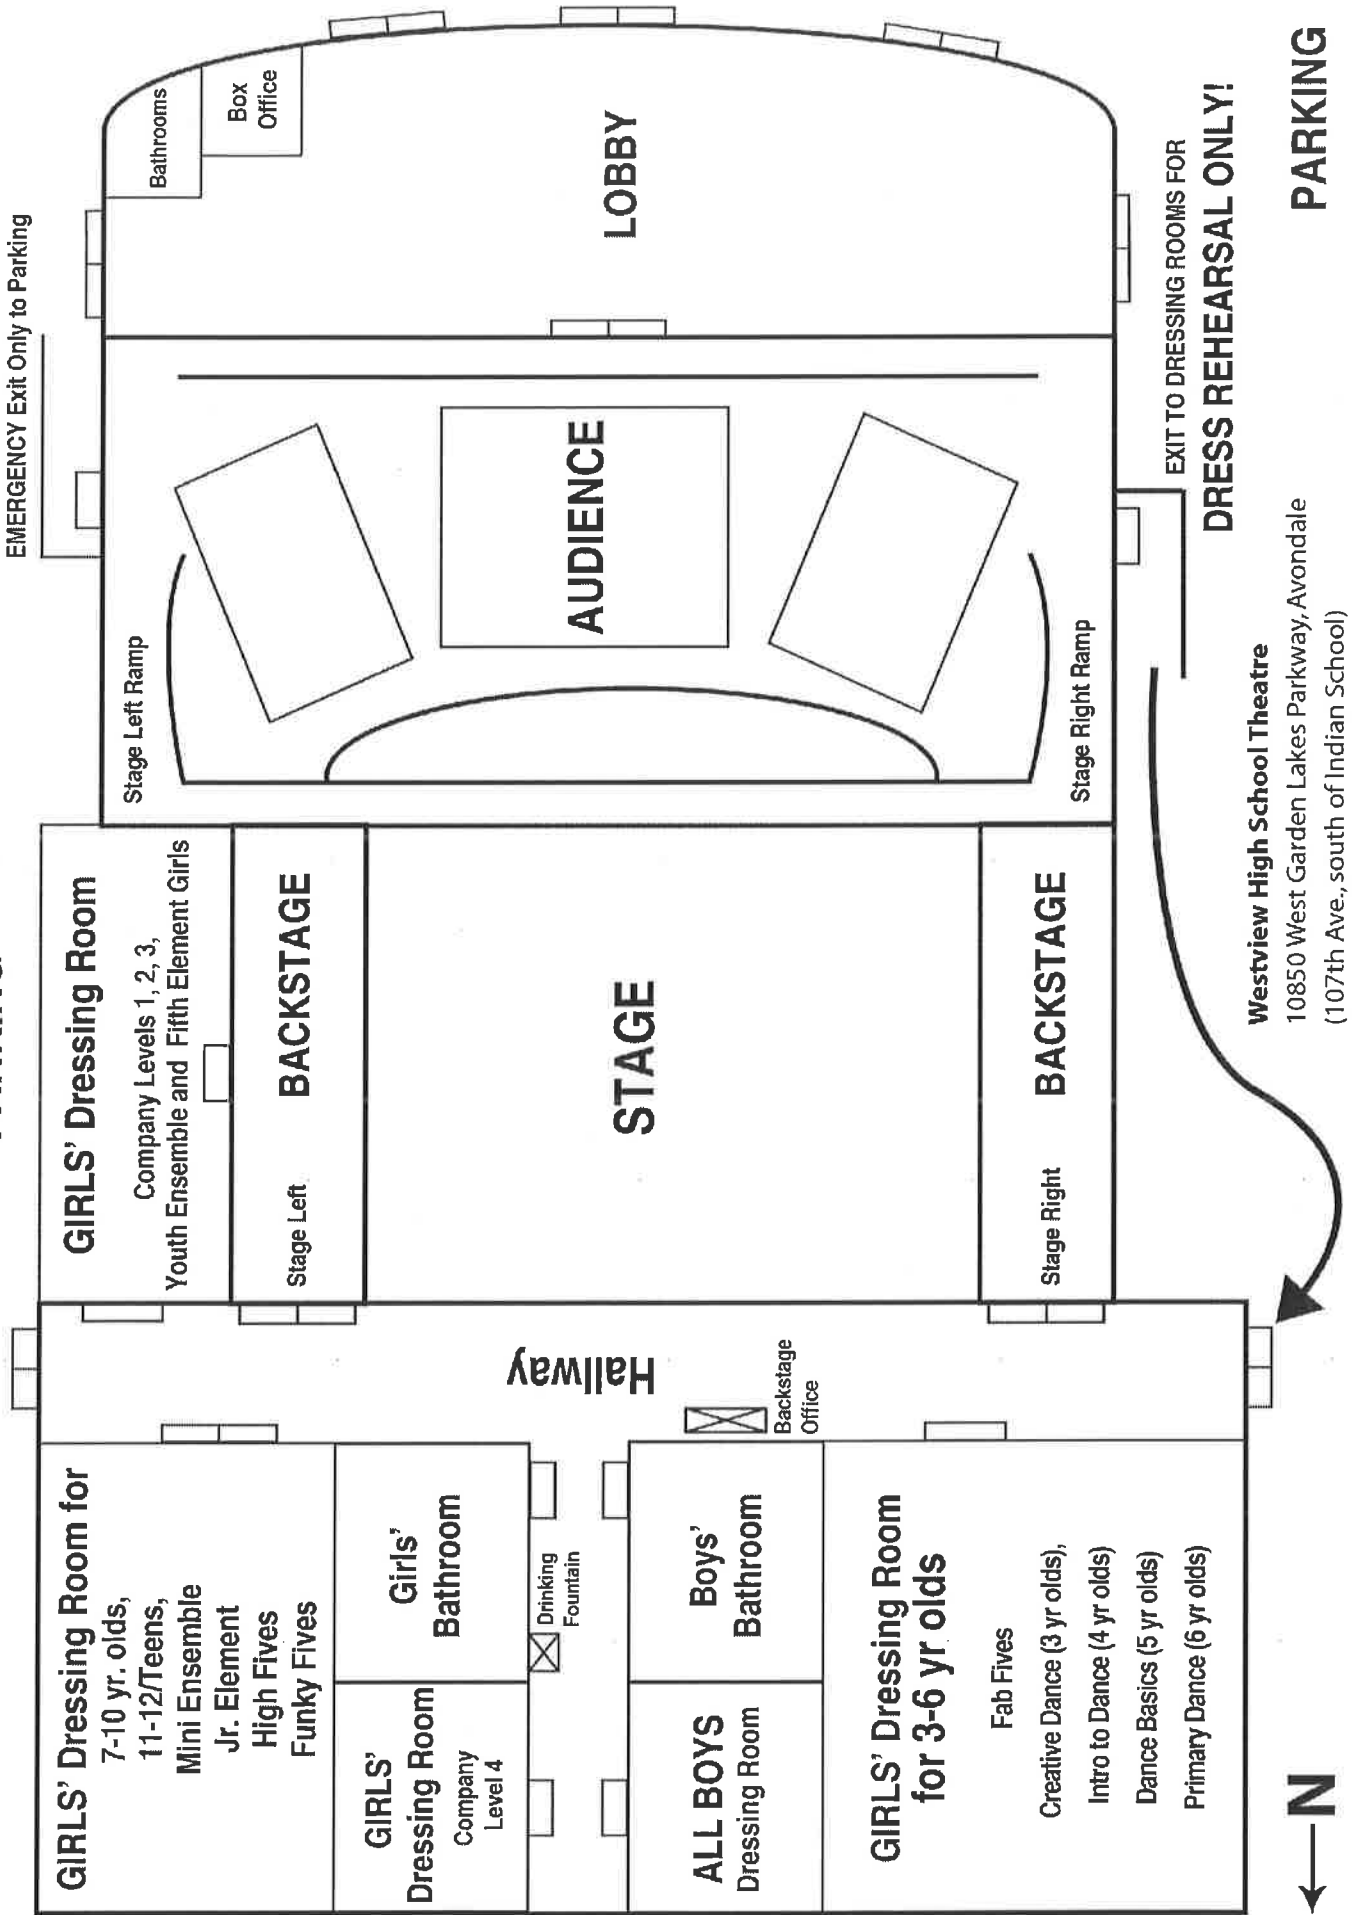 GIRLS' Dressing Room for
7-10 yr. olds,
11-12/Teens,
Mini Ensemble
Jr. Element
High Fives
Funky Fives
GIRLS'
Dressing Room
Company
Level 4
Girls'
Bathroom
Drinking
Fountain
ALL BOYS
Dressing Room
Boys'
Bathroom
GIRLS' Dressing Room
for 3-6 yr olds
Fab Fives
Creative Dance (3 yr olds),
Intro to Dance (4 yr olds)
Dance Basics (5 yr olds)
Primary Dance (6 yr olds)
Hallway
Backstage
Office
GIRLS' Dressing Room
Company Levels 1, 2, 3,
Youth Ensemble and Fifth Element Girls
Stage Left
BACKSTAGE
STAGE
Stage Right
BACKSTAGE
EMERGENCY Exit Only to Parking
Stage Left Ramp
AUDIENCE
Stage Right Ramp
Bathrooms
Box
Office
LOBBY
EXIT TO DRESSING ROOMS FOR
DRESS REHEARSAL ONLY!
Westview High School Theatre
10850 West Garden Lakes Parkway, Avondale
(107th Ave., south of Indian School)
PARKING
N